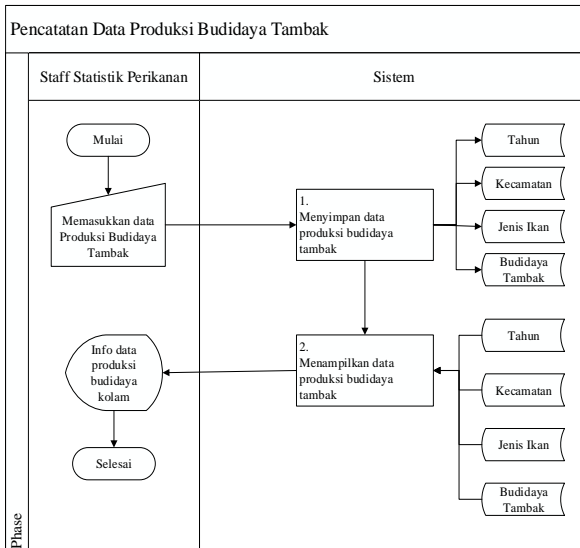 Pencatatan Data Produksi Budidaya Tambak
Staff Statistik Perikanan
Sistem
Mulai
Memasukkan data
Produksi Budidaya
Tambak
1.
Menyimpan data
produksi budidaya
tambak
Tahun
Kecamatan
Jenis Ikan
Budidaya
Tambak
Info data
produksi
budidaya
kolam
2.
Menampilkan data
produksi budidaya
tambak
Tahun
Kecamatan
Jenis Ikan
Budidaya
Tambak
Selesai
Phase